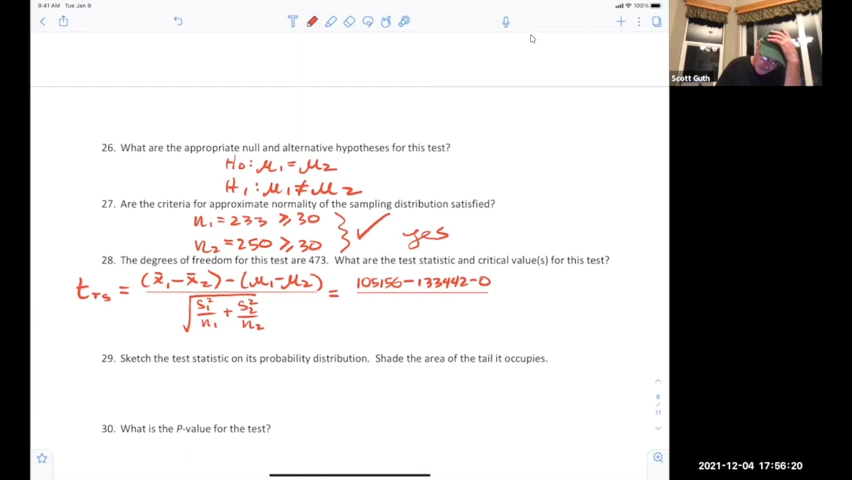 9:41 AM Tue Jan 9
100%
Scott Guth
26. What are the appropriate null and alternative hypotheses for this test?
H₀: μ₁ = μ₂
H₁: μ₁ ≠ μ₂
27. Are the criteria for approximate normality of the sampling distribution satisfied?
n₁ = 233 ≥ 30
n₂ = 250 ≥ 30 } ✓ yes
28. The degrees of freedom for this test are 473. What are the test statistic and critical value(s) for this test?
t_TS = (x̄₁ − x̄₂) − (μ₁ − μ₂) = 105156 − 133442 − 0
√ s₁²/n₁ + s₂²/n₂
29. Sketch the test statistic on its probability distribution. Shade the area of the tail it occupies.
8
/
11
30. What is the P-value for the test?
2021-12-04 17:56:20